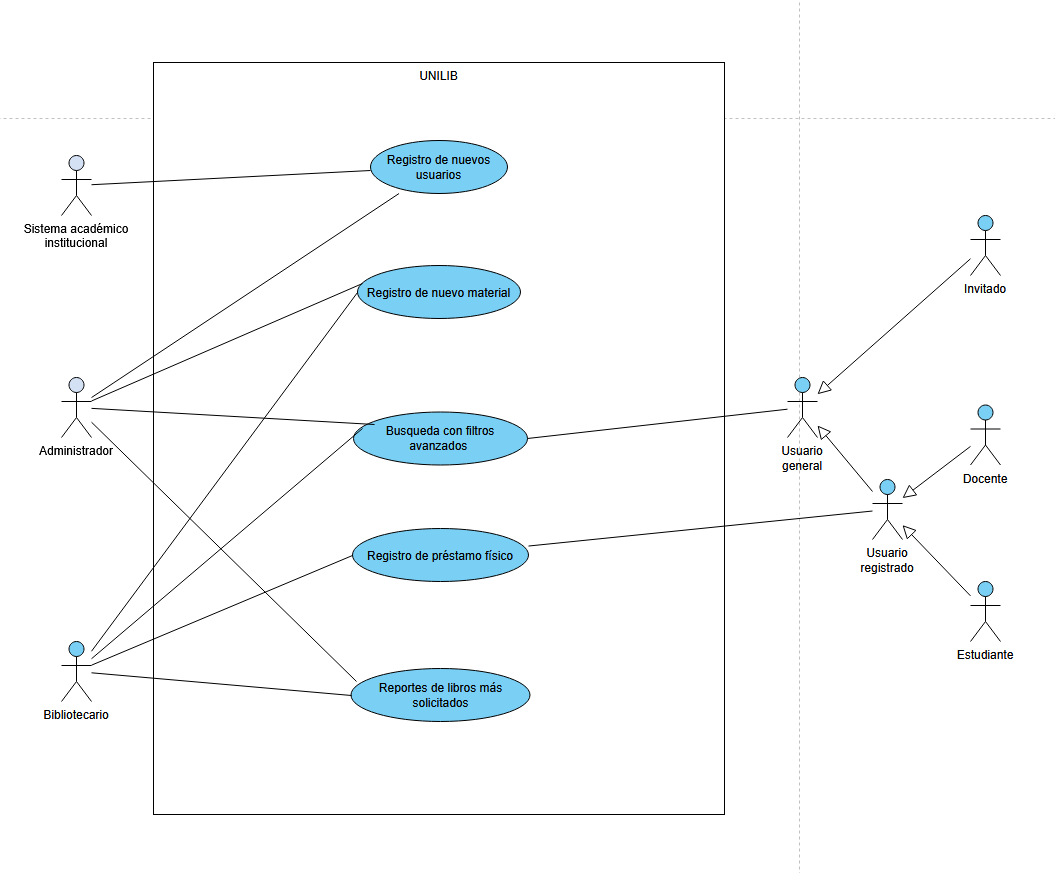 UNILIB
Registro de nuevos
usuarios
Sistema académico
institucional
Registro de nuevo material
Invitado
Administrador
Busqueda con filtros
avanzados
Usuario
general
Docente
Registro de préstamo físico
Usuario
registrado
Estudiante
Bibliotecario
Reportes de libros más
solicitados